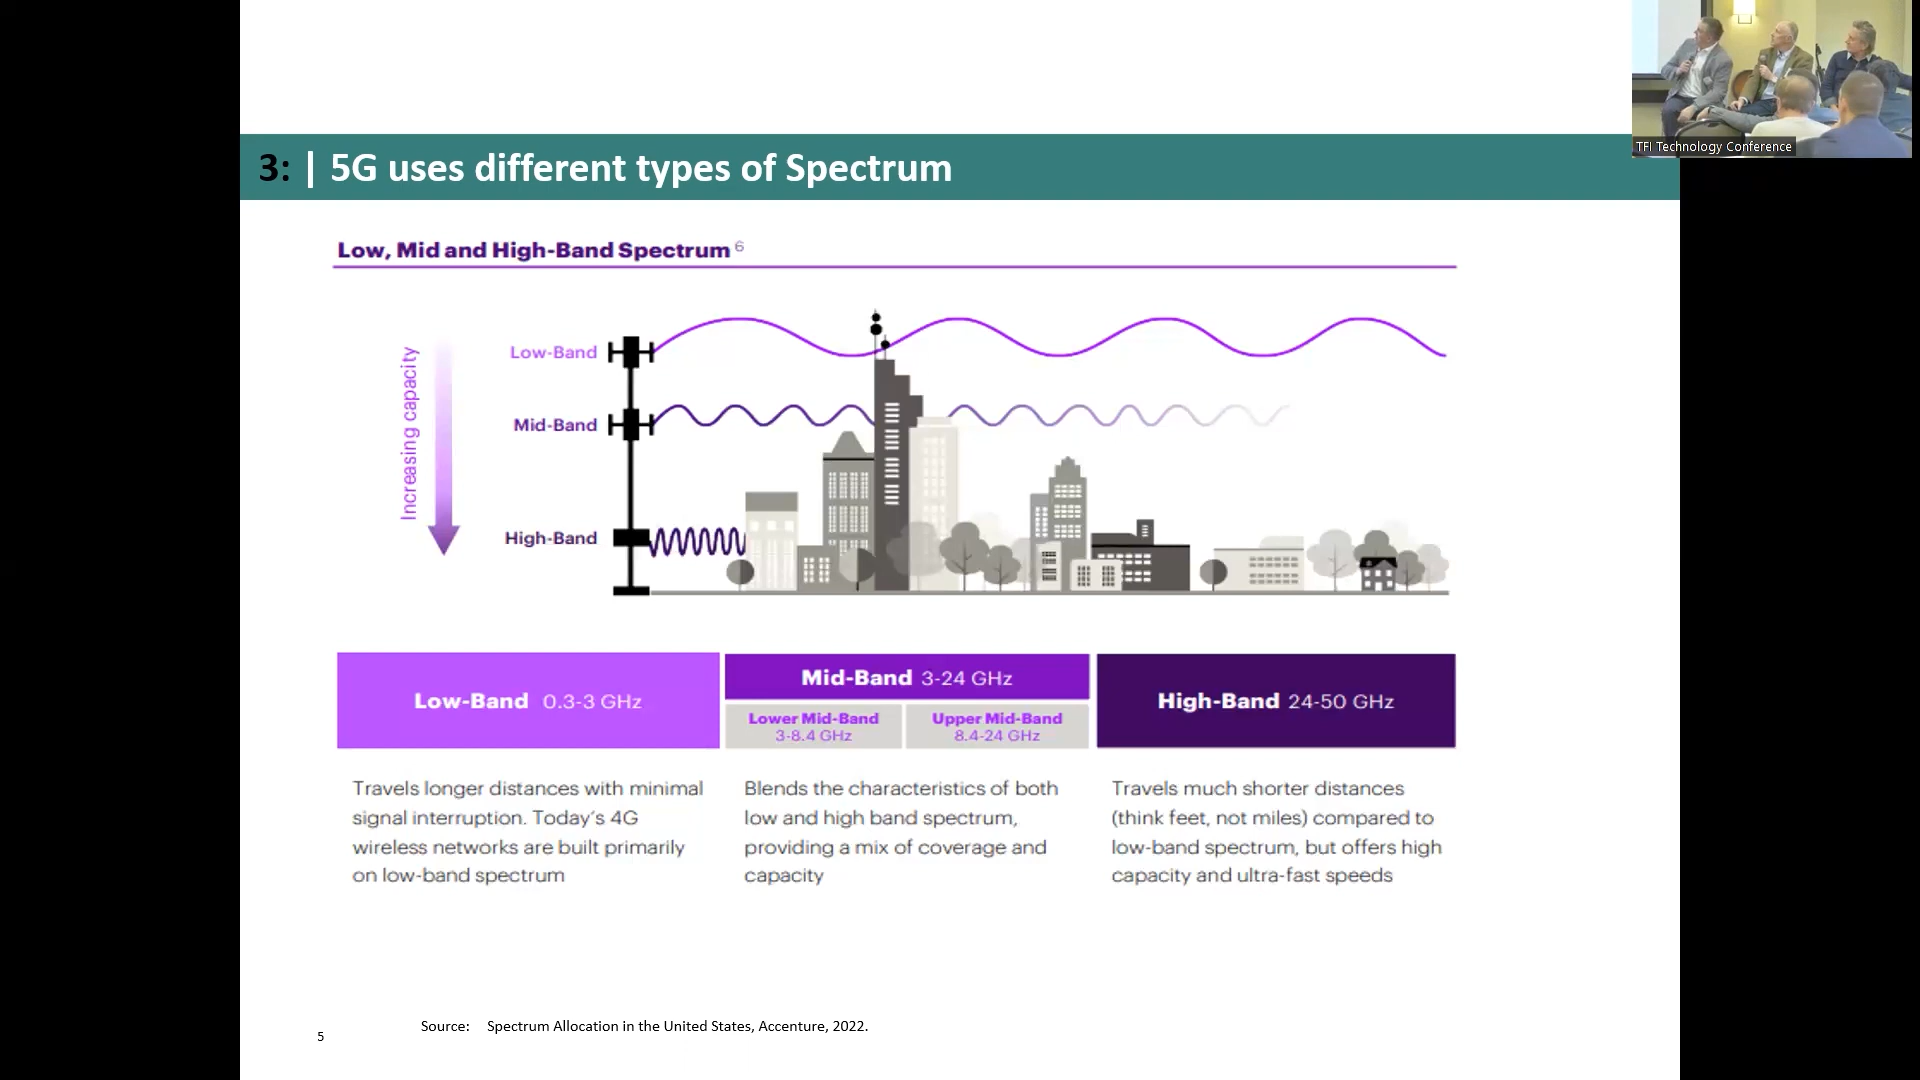 TFI Technology Conference
3: | 5G uses different types of Spectrum
Low, Mid and High-Band Spectrum 6
Increasing capacity
Low-Band
Mid-Band
High-Band
Low-Band 0.3-3 GHz
Mid-Band 3-24 GHz
Lower Mid-Band
3-8.4 GHz
Upper Mid-Band
8.4-24 GHz
High-Band 24-50 GHz
Travels longer distances with minimal
signal interruption. Today's 4G
wireless networks are built primarily
on low-band spectrum
Blends the characteristics of both
low and high band spectrum,
providing a mix of coverage and
capacity
Travels much shorter distances
(think feet, not miles) compared to
low-band spectrum, but offers high
capacity and ultra-fast speeds
Source: Spectrum Allocation in the United States, Accenture, 2022.
5